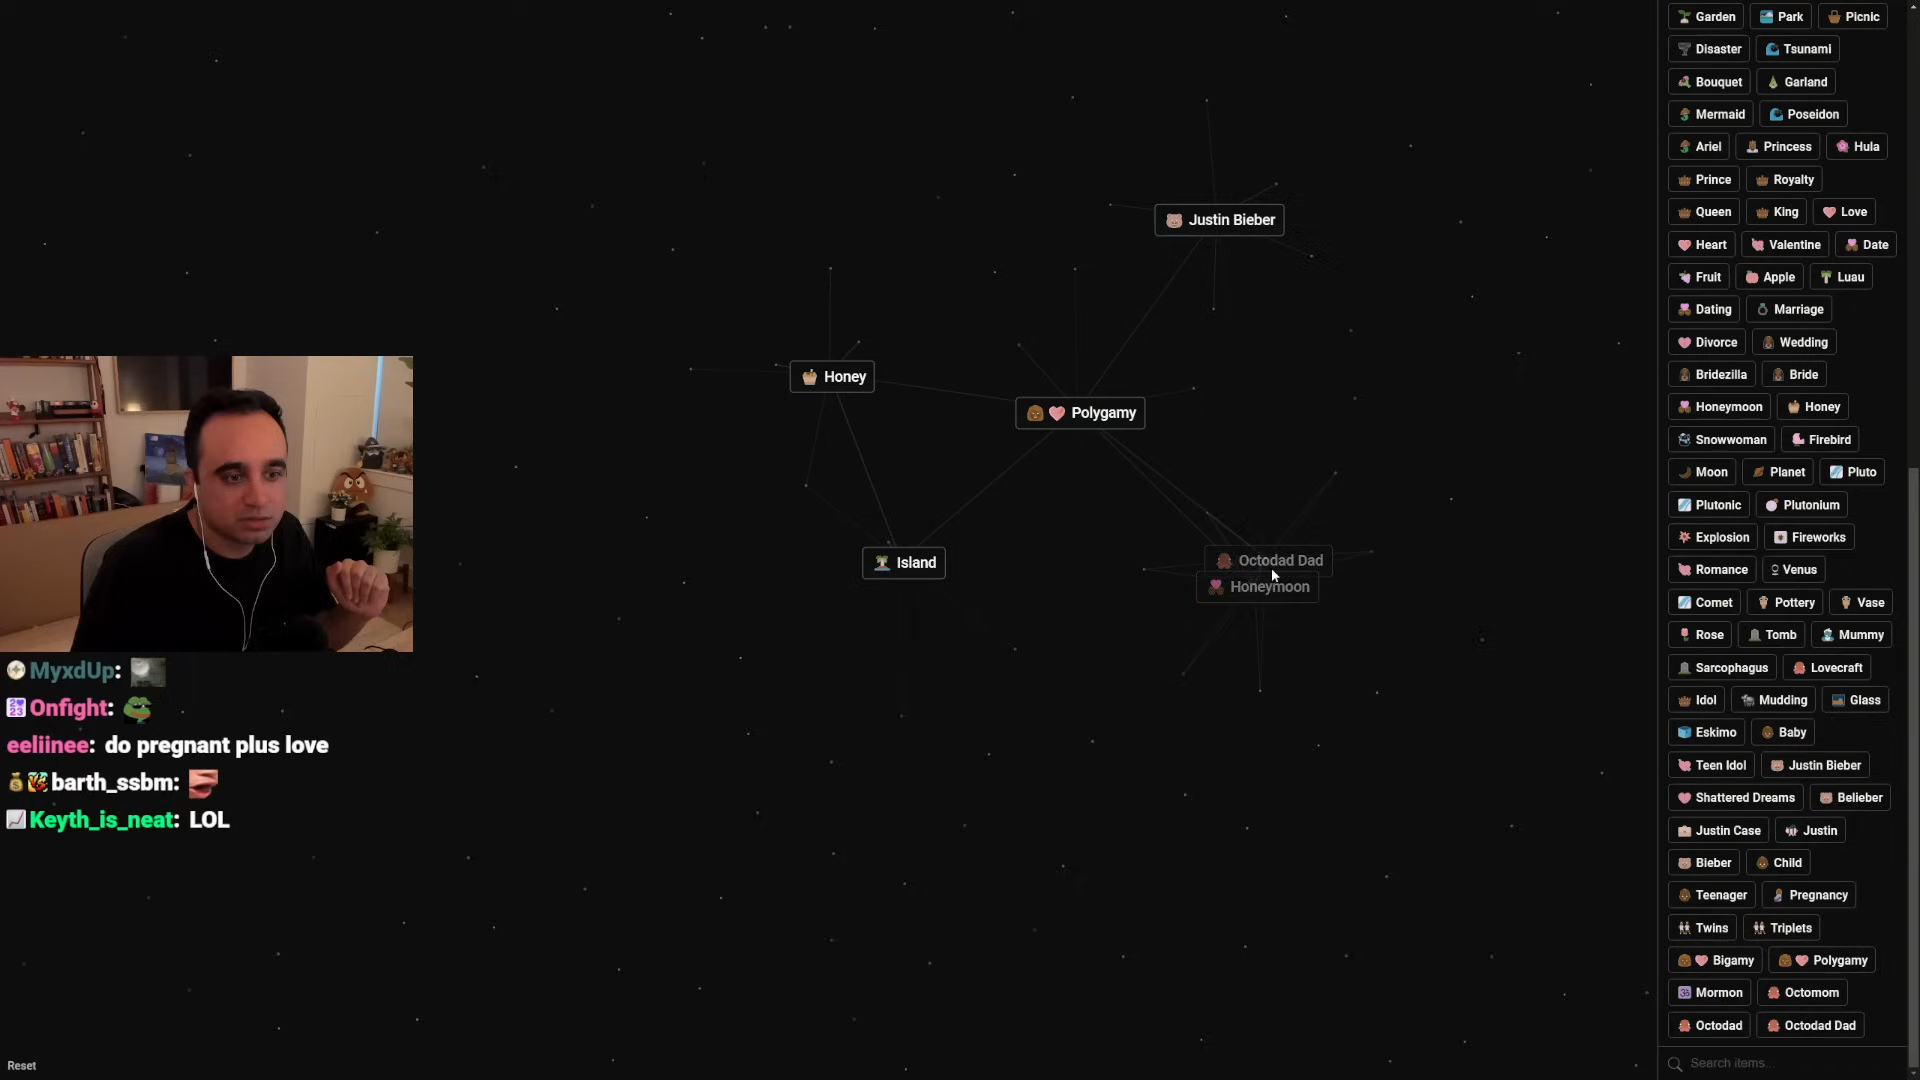 Garden Park Picnic
Disaster Tsunami
Bouquet Garland
Mermaid Poseidon
Ariel Princess Hula
Prince Royalty
Queen King Love
Heart Valentine Date
Fruit Apple Luau
Dating Marriage
Divorce Wedding
Bridezilla Bride
Honeymoon Honey
Snowwoman Firebird
Moon Planet Pluto
Plutonic Plutonium
Explosion Fireworks
Romance Venus
Comet Pottery Vase
Rose Tomb Mummy
Sarcophagus Lovecraft
Idol Mudding Glass
Eskimo Baby
Teen Idol Justin Bieber
Shattered Dreams Belieber
Justin Case Justin
Bieber Child
Teenager Pregnancy
Twins Triplets
Bigamy Polygamy
Mormon Octomom
Octodad Octodad Dad
Search items...
Justin Bieber
Honey
Polygamy
Island
Octodad Dad
Honeymoon
MyxdUp:
Onfight:
eeliinee: do pregnant plus love
barth_ssbm:
Keyth_is_neat: LOL
Reset